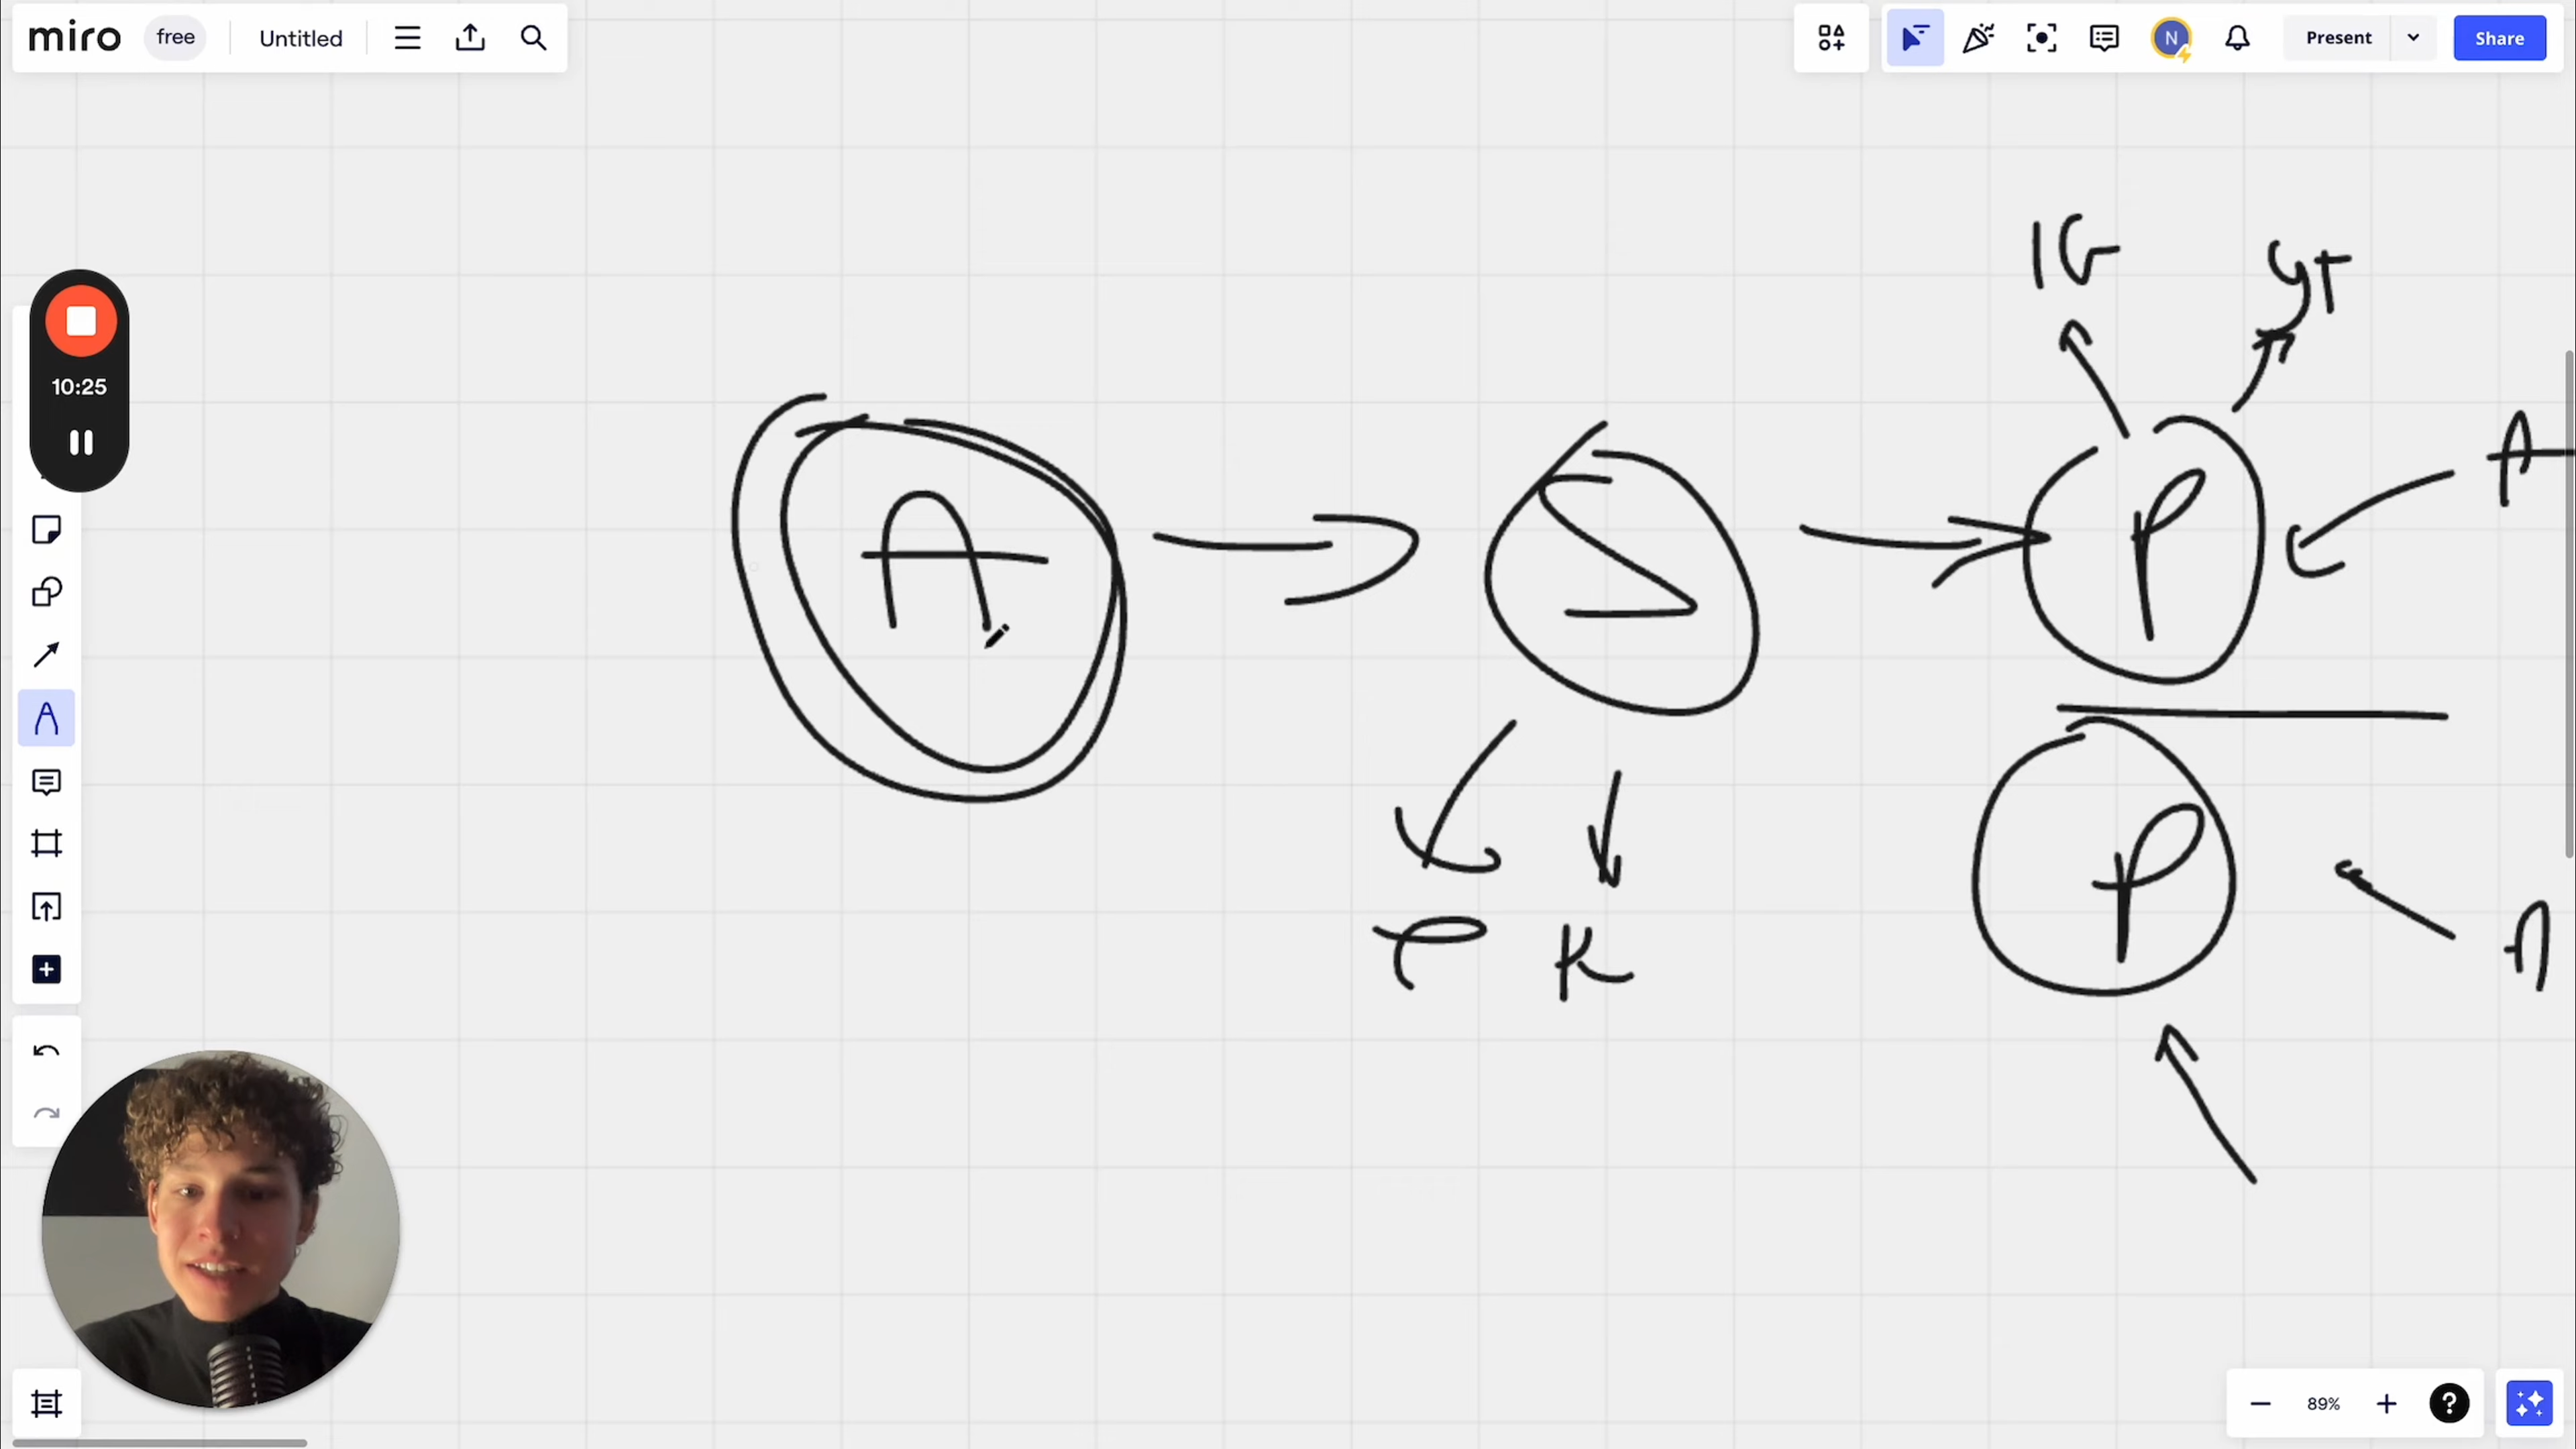 miro free Untitled
Present Share
10:25
IG
yt
A
A
S
P
P
K
A
N
89%
?